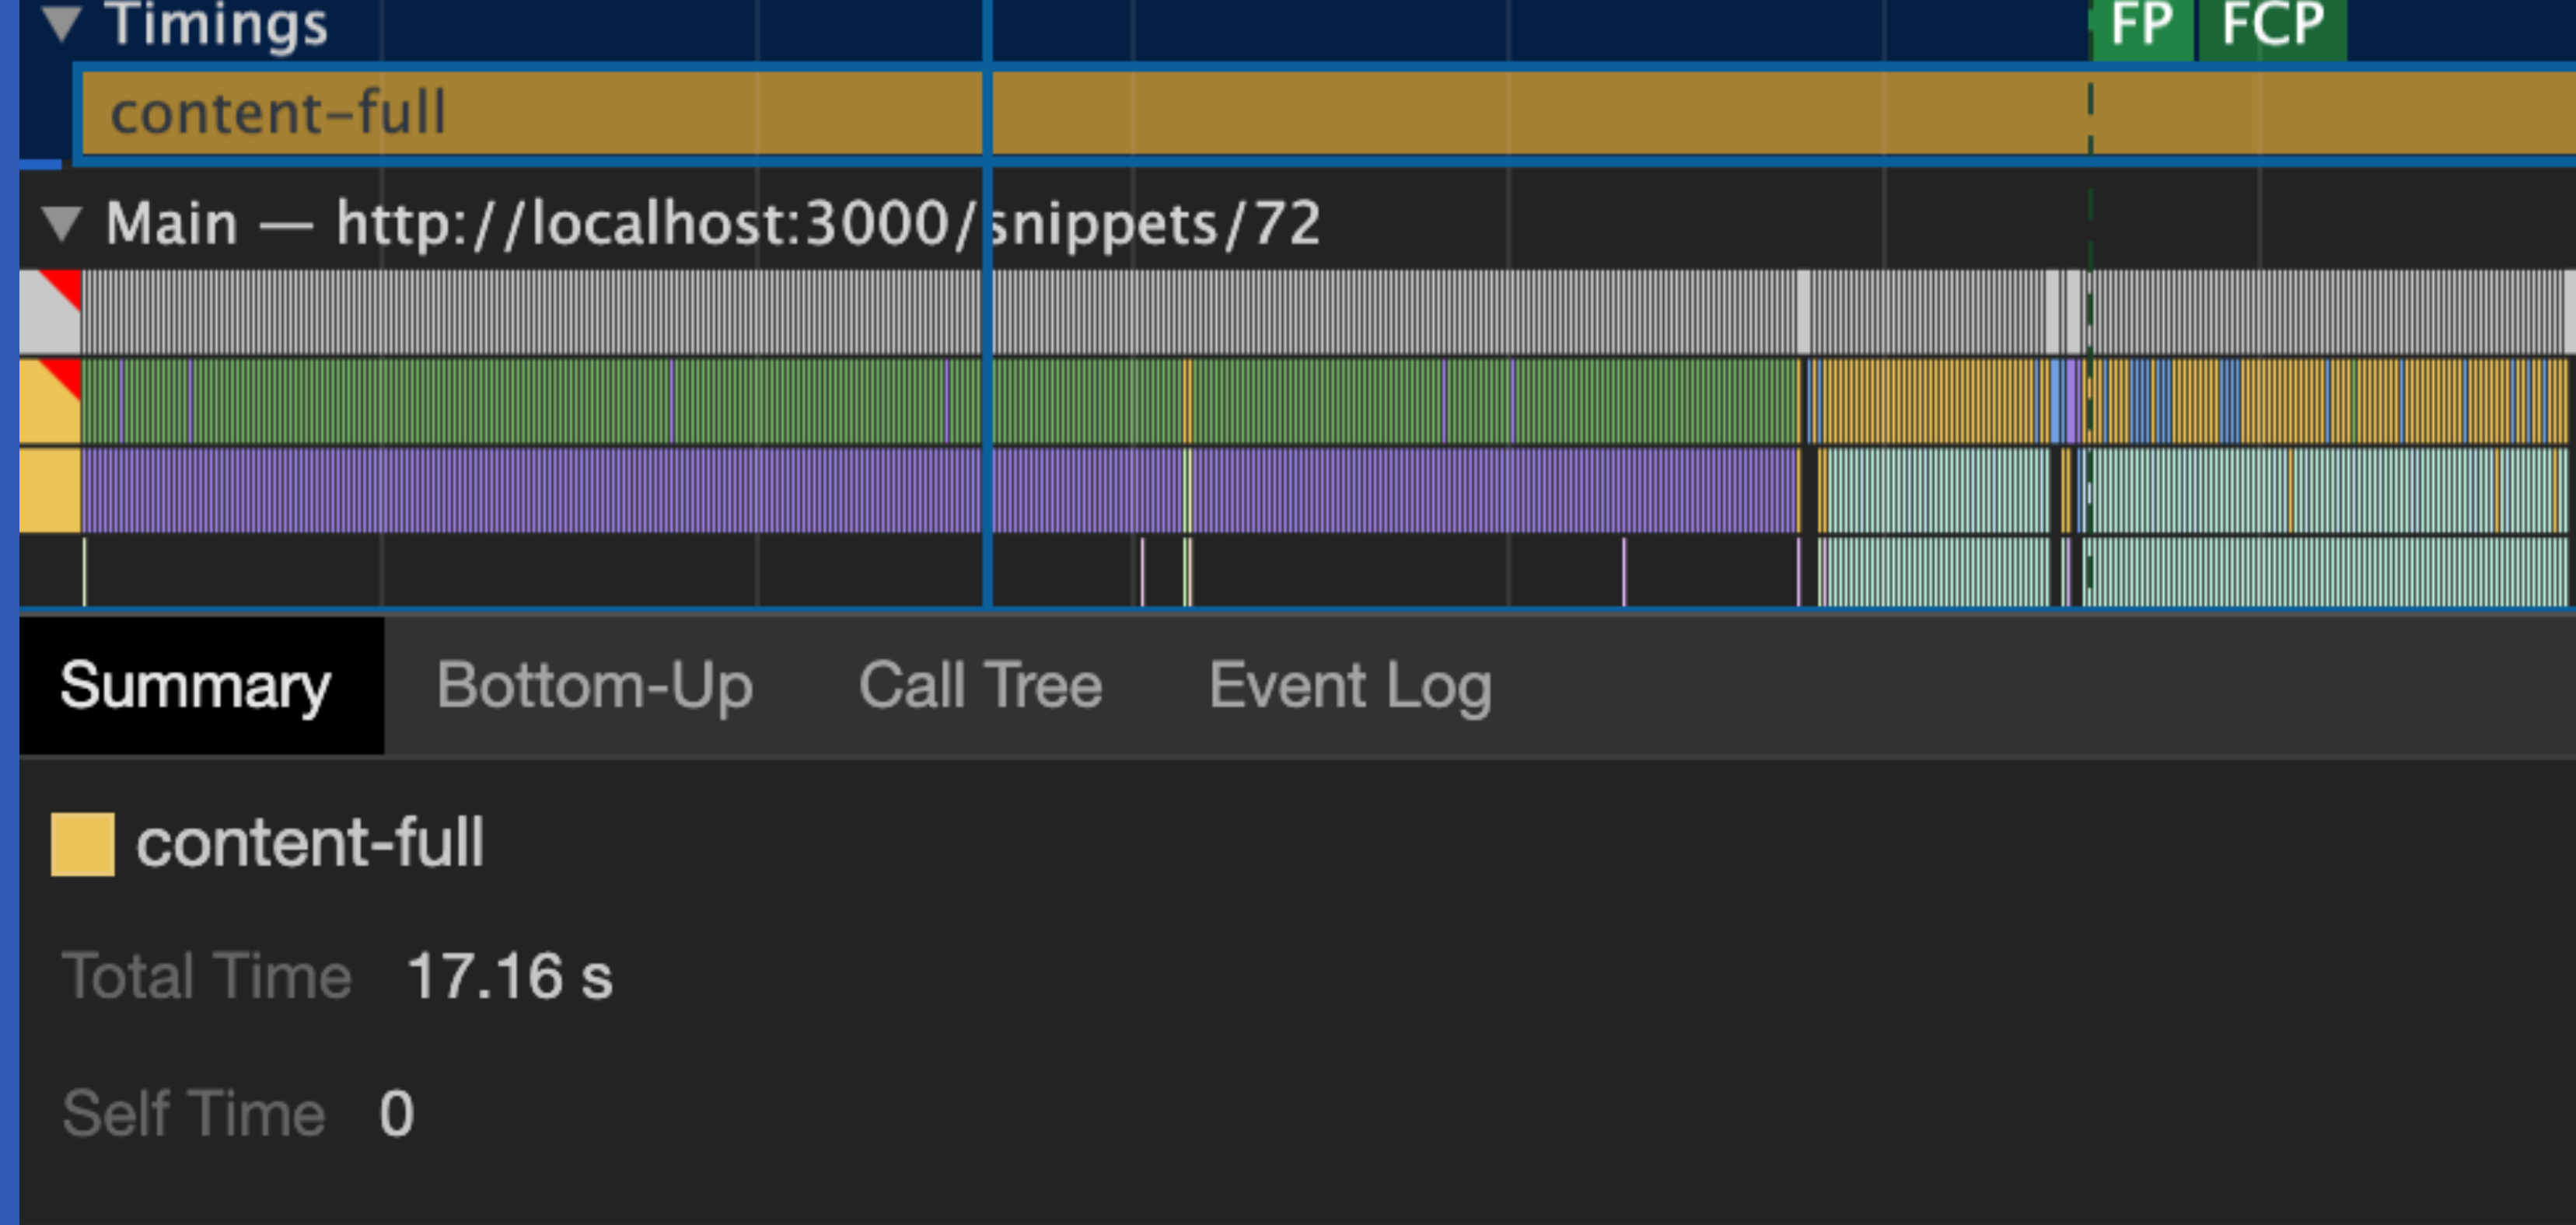 Timings
FP FCP
content-full
Main — http://localhost:3000/snippets/72
Summary Bottom-Up Call Tree Event Log
content-full
Total Time 17.16 s
Self Time 0